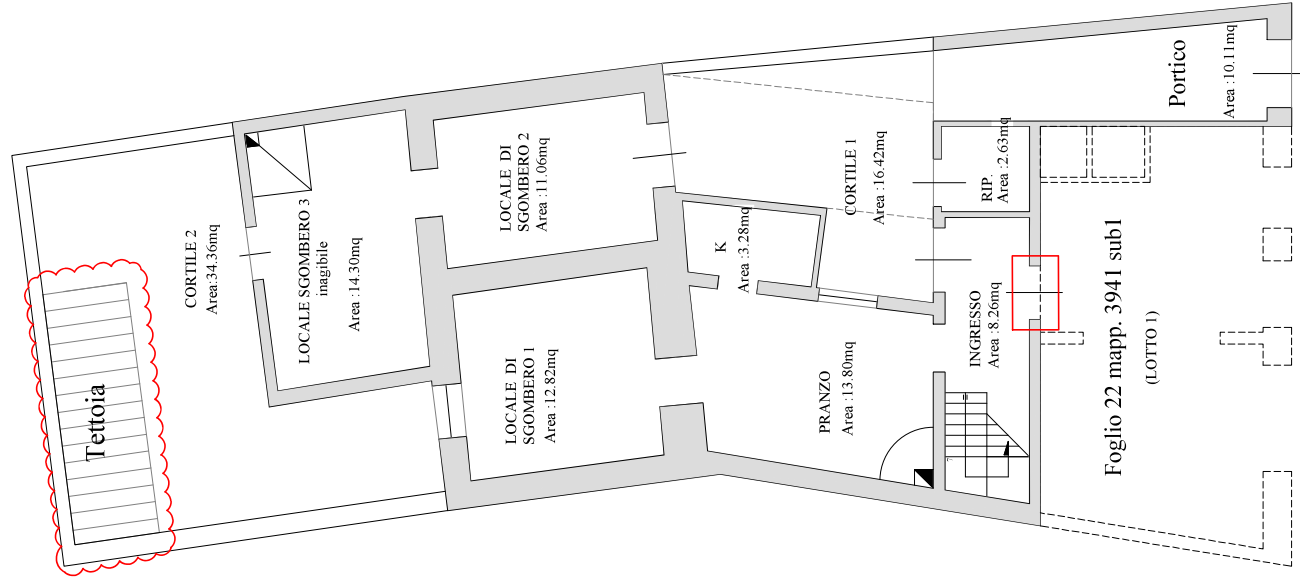 Tettoia
CORTILE 2
Area:34.36mq
LOCALE SGOMBERO 3
inagibile
Area :14.30mq
LOCALE DI
SGOMBERO 2
Area :11.06mq
LOCALE DI
SGOMBERO 1
Area :12.82mq
K
Area :3.28mq
CORTILE 1
Area :16.42mq
PRANZO
Area :13.80mq
INGRESSO
Area :8.26mq
RIP.
Area :2.63mq
Portico
Area :10.11mq
Foglio 22 mapp. 3941 sub1
(LOTTO 1)